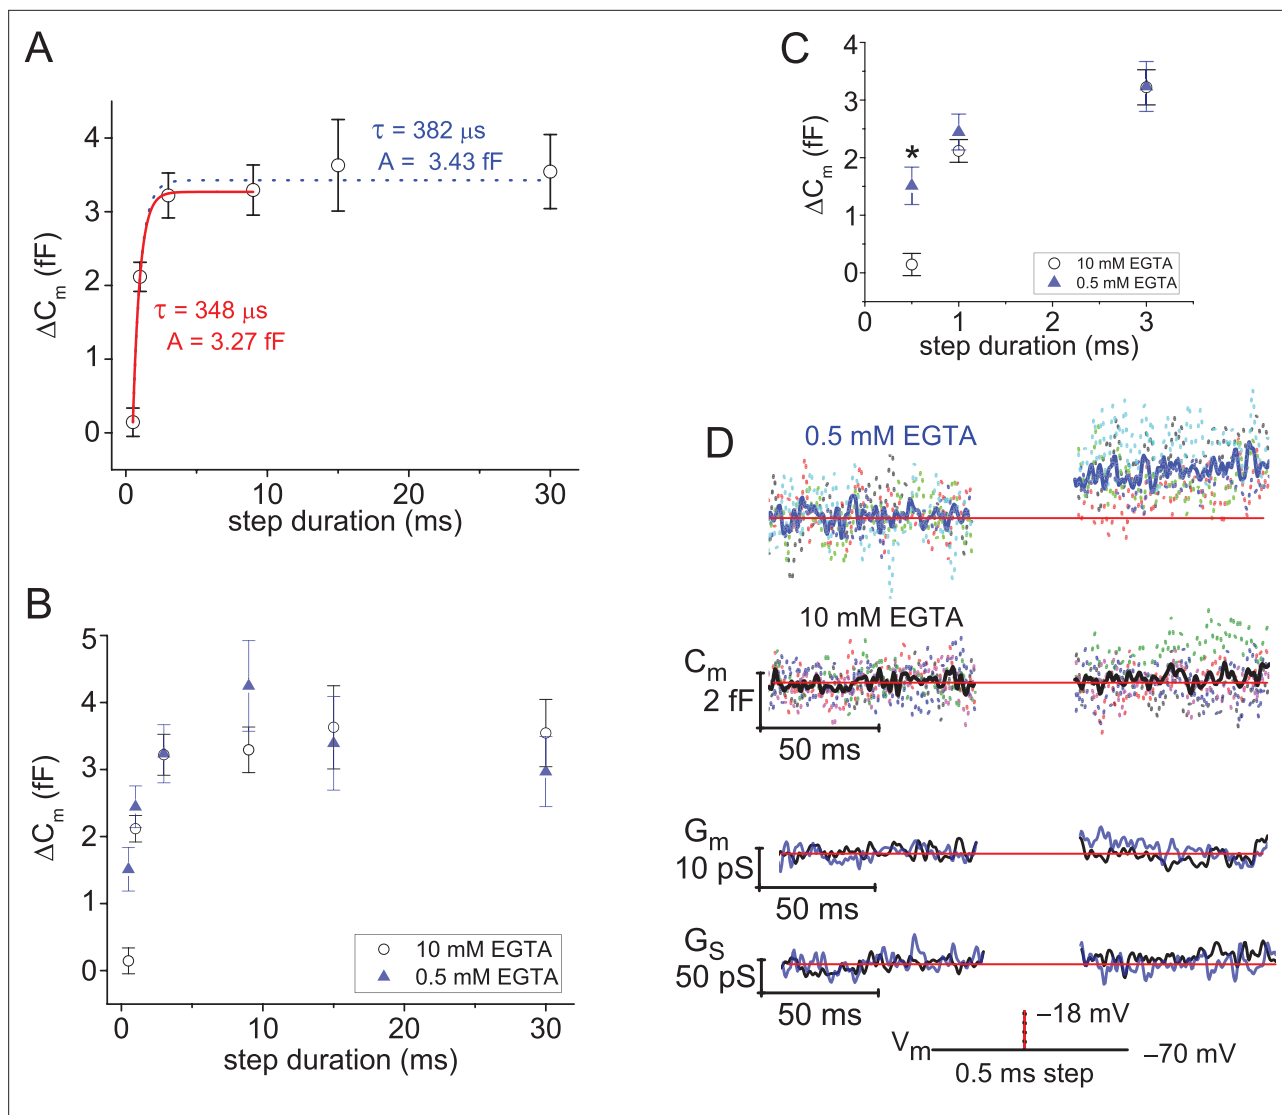 A
4
3
2
1
0
ΔCm (fF)
τ = 382 μs
A = 3.43 fF
τ = 348 μs
A = 3.27 fF
0 10 20 30
step duration (ms)
B
5
4
3
2
1
0
ΔCm (fF)
10 mM EGTA
0.5 mM EGTA
0 10 20 30
step duration (ms)
C
4
3
2
1
0
ΔCm (fF)
*
10 mM EGTA
0.5 mM EGTA
0 1 2 3
step duration (ms)
D
0.5 mM EGTA
10 mM EGTA
Cm
2 fF
50 ms
Gm
10 pS
50 ms
GS
50 pS
50 ms
–18 mV
Vm
–70 mV
0.5 ms step